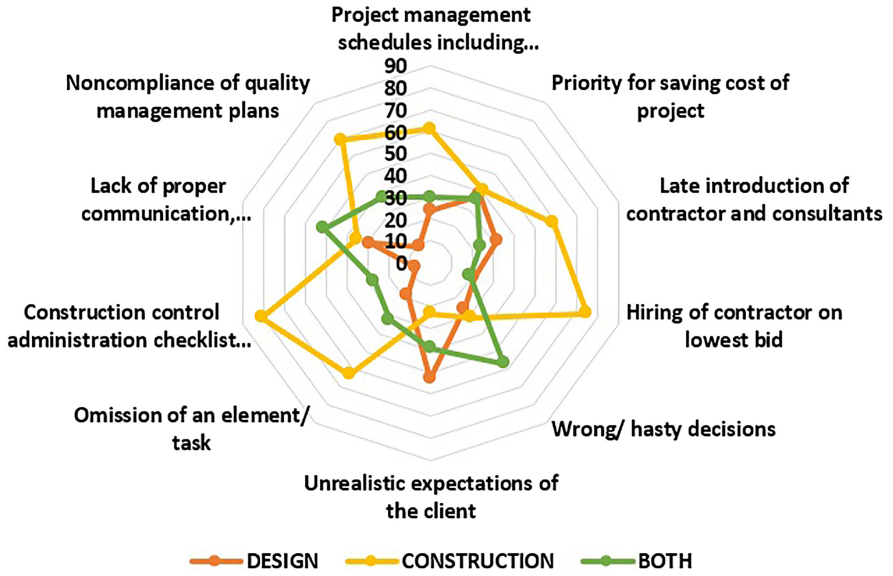 Project management
schedules including...
Priority for saving cost of
project
Late introduction of
contractor and consultants
Hiring of contractor on
lowest bid
Wrong/ hasty decisions
Unrealistic expectations of
the client
Omission of an element/
task
Construction control
administration checklist...
Lack of proper
communication,...
Noncompliance of quality
management plans
90
80
70
60
50
40
30
20
10
0
DESIGN
CONSTRUCTION
BOTH